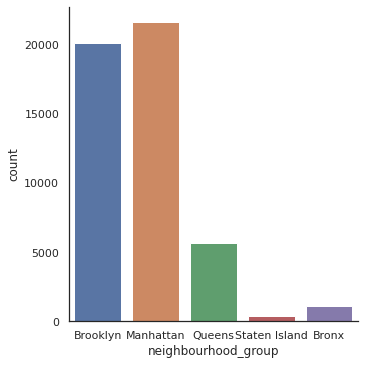 20000
15000
10000
5000
0
count
Brooklyn Manhattan Queens Staten Island Bronx
neighbourhood_group